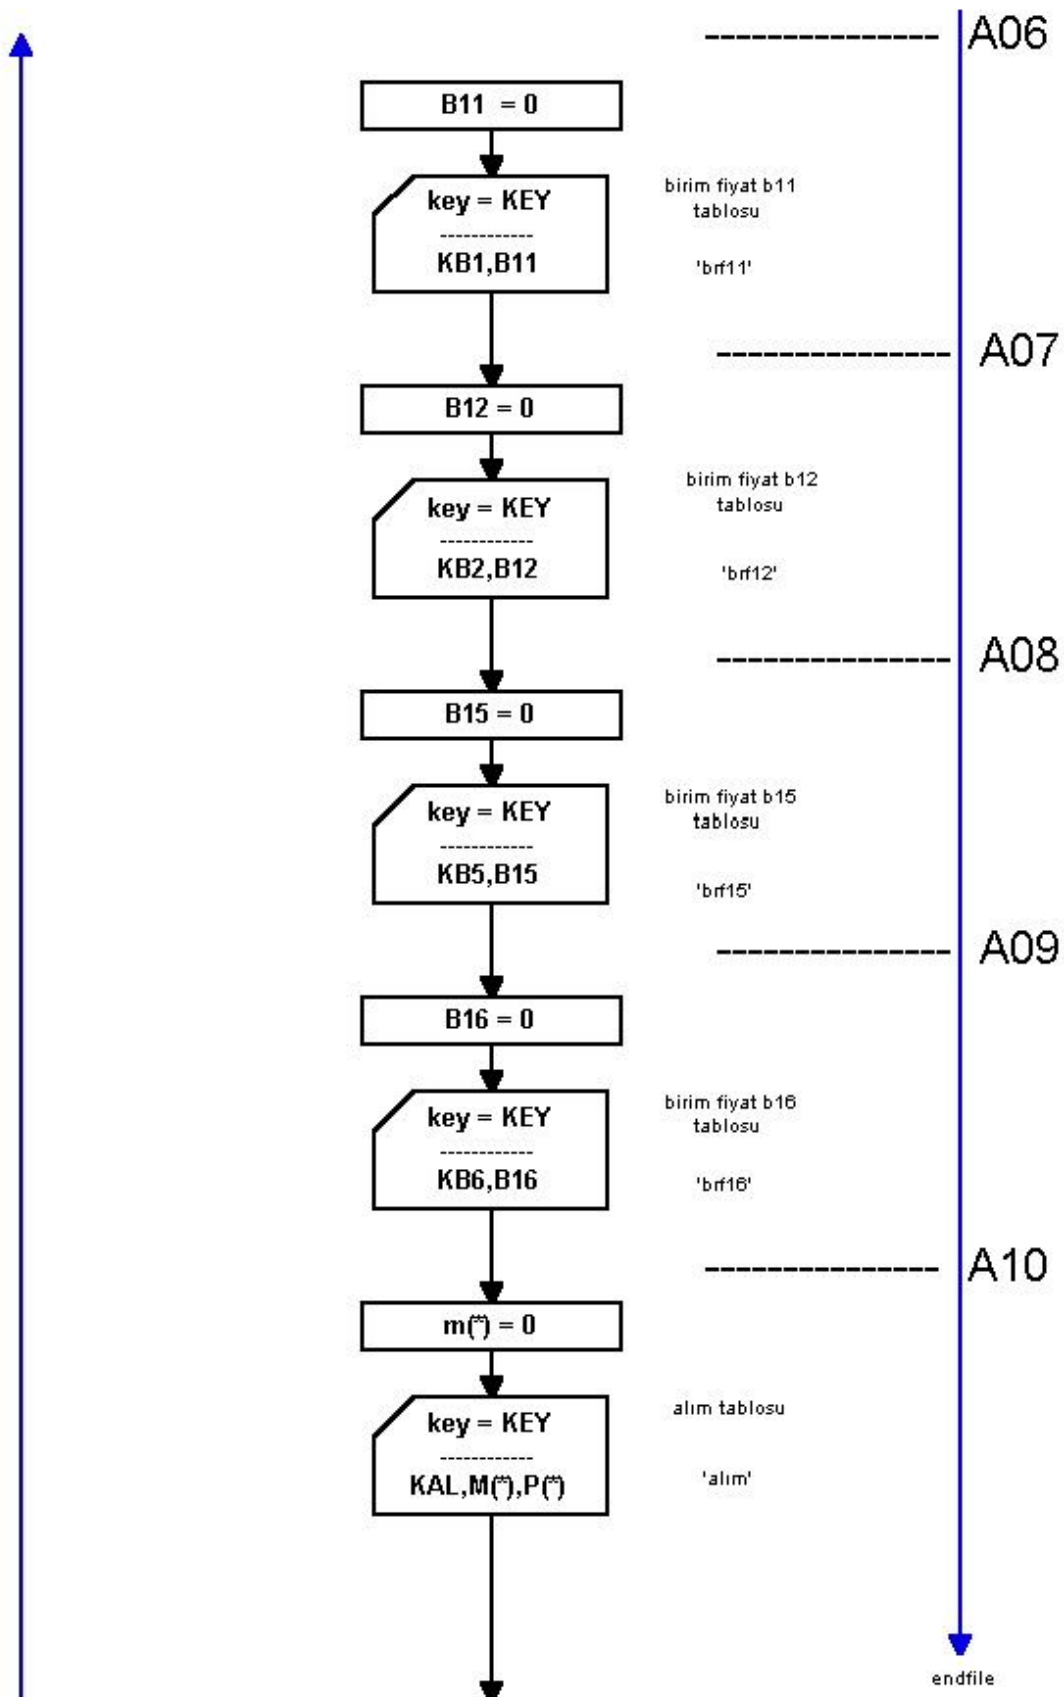 --------------- A06
B11 = 0
key = KEY
------------
KB1,B11
birim fiyat b11
tablosu
'brf11'
--------------- A07
B12 = 0
key = KEY
------------
KB2,B12
birim fiyat b12
tablosu
'brf12'
--------------- A08
B15 = 0
key = KEY
------------
KB5,B15
birim fiyat b15
tablosu
'brf15'
--------------- A09
B16 = 0
key = KEY
------------
KB6,B16
birim fiyat b16
tablosu
'brf16'
--------------- A10
m(*) = 0
key = KEY
------------
KAL,M(*),P(*)
alım tablosu
'alım'
endfile